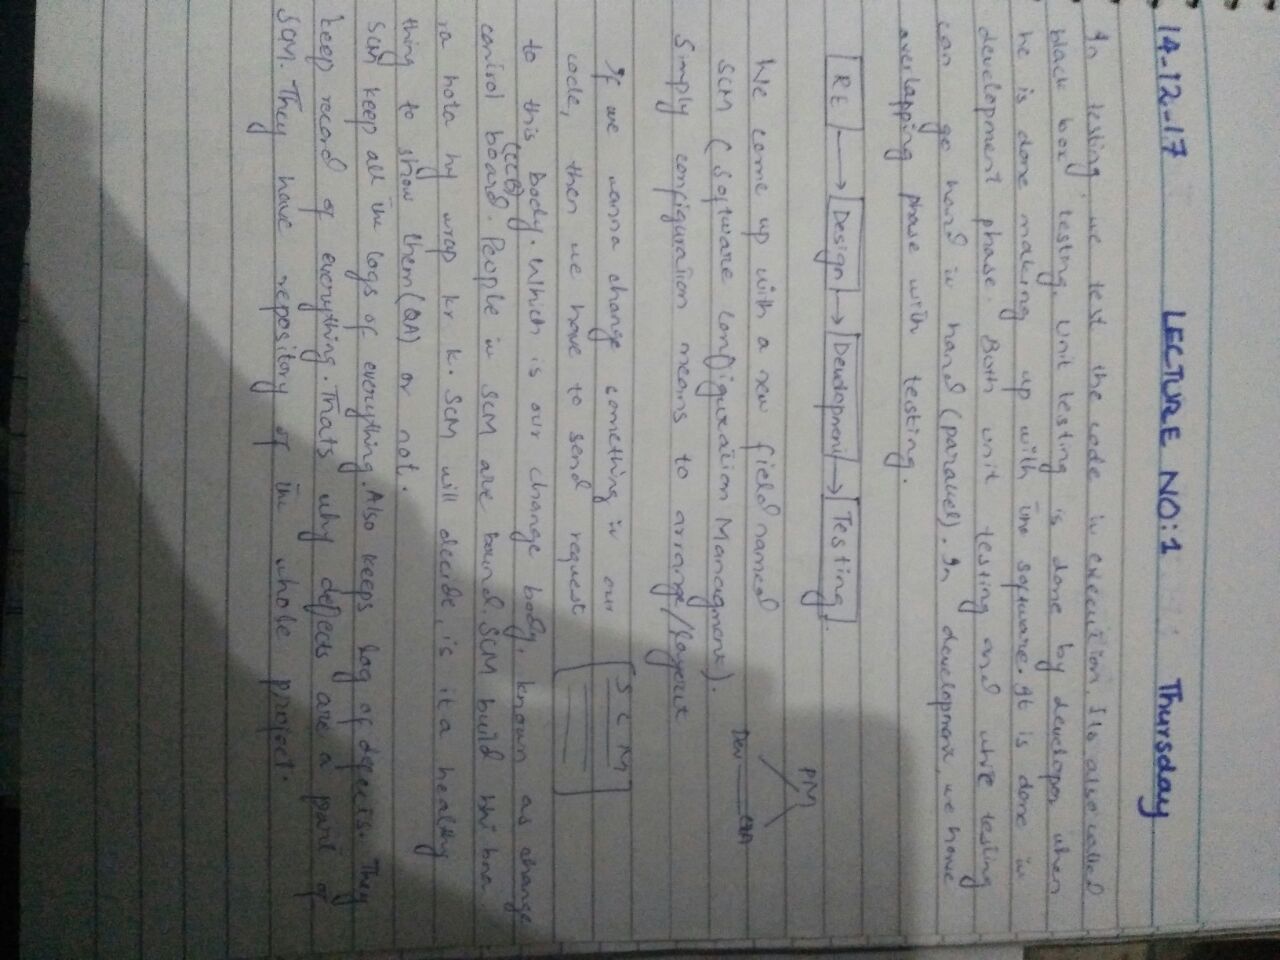 14-12-17 LECTURE NO:1 Thursday
In testing, we test the code in execution. Its also called
black box testing. Unit testing is done by developer when
he is done making up with the software. It is done in
development phase. Both unit testing and white testing
can go hand in hand (parallel). In development, we have
overlapping phase with testing.
RE → Design → Development → Testing
PM
We come up with a new field named
Dev QA
SCM (Software Configuration Managment).
Simply configuration means to arrange/layout
If we wanna change something in our
SCM
code, then we have to send request
to this body. Which is our change body, known as change
(CCB)
control board. People in SCM are bound. SCM build bhi bna
ra hota hy wrap kr k. SCM will decide, is it a healthy
thing to show them (QA) or not.
SCM keep all the logs of everything. Also keeps log of defects. They
keep record of everything. Thats why deffects are a part of
SCM. They have repository of the whole project.